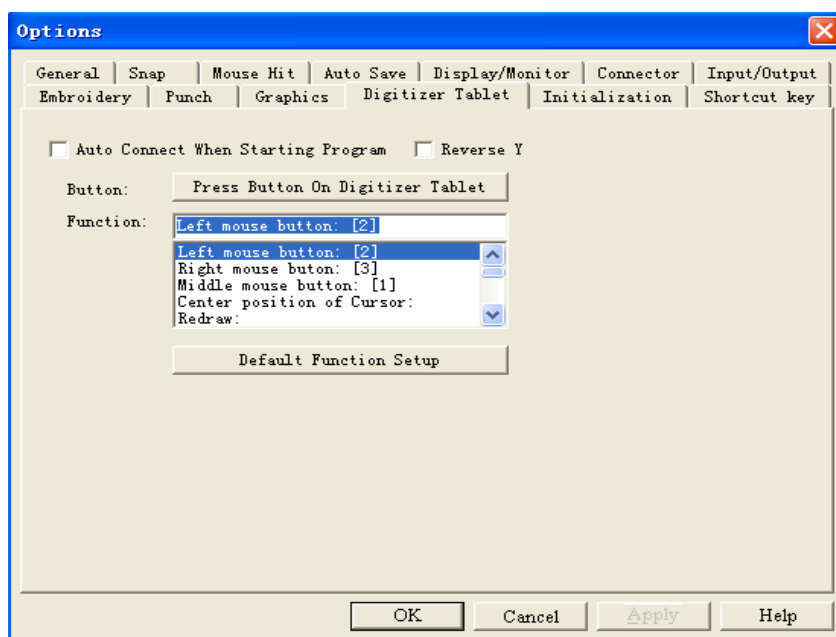 Options
General Snap Mouse Hit Auto Save Display/Monitor Connector Input/Output
Embroidery Punch Graphics Digitizer Tablet Initialization Shortcut key
Auto Connect When Starting Program Reverse Y
Button: Press Button On Digitizer Tablet
Function: Left mouse button: [2]
Left mouse button: [2]
Right mouse buton: [3]
Middle mouse button: [1]
Center position of Cursor:
Redraw:
Default Function Setup
OK Cancel Apply Help